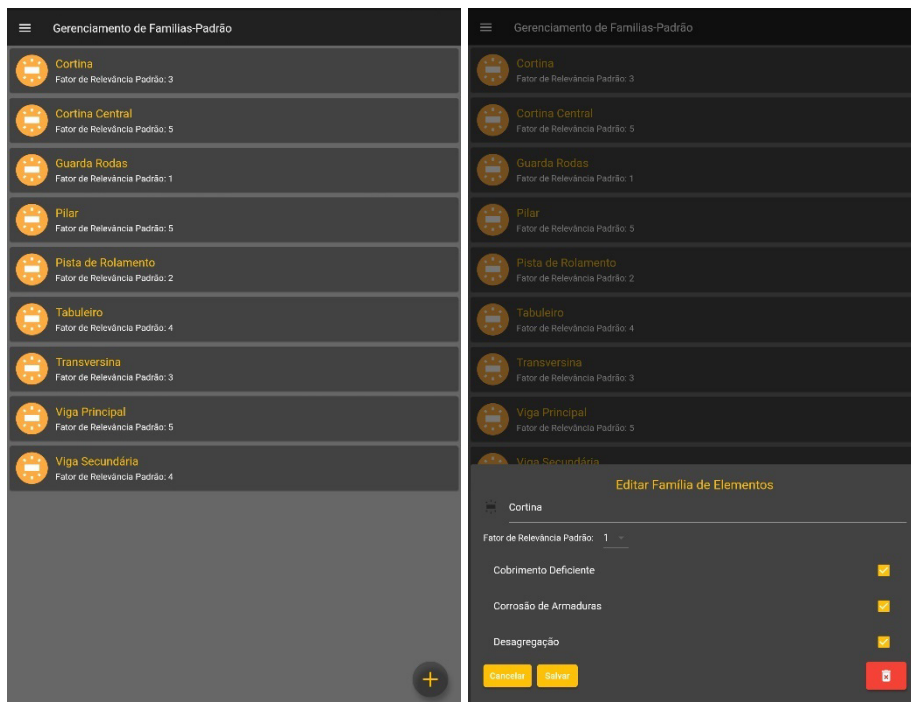 Gerenciamento de Famílias-Padrão
Cortina
Fator de Relevância Padrão: 3
Cortina Central
Fator de Relevância Padrão: 5
Guarda Rodas
Fator de Relevância Padrão: 1
Pilar
Fator de Relevância Padrão: 5
Pista de Rolamento
Fator de Relevância Padrão: 2
Tabuleiro
Fator de Relevância Padrão: 4
Transversina
Fator de Relevância Padrão: 3
Viga Principal
Fator de Relevância Padrão: 5
Viga Secundária
Fator de Relevância Padrão: 4
Gerenciamento de Famílias-Padrão
Cortina
Fator de Relevância Padrão: 3
Cortina Central
Fator de Relevância Padrão: 5
Guarda Rodas
Fator de Relevância Padrão: 1
Pilar
Fator de Relevância Padrão: 5
Pista de Rolamento
Fator de Relevância Padrão: 2
Tabuleiro
Fator de Relevância Padrão: 4
Transversina
Fator de Relevância Padrão: 3
Viga Principal
Fator de Relevância Padrão: 5
Viga Secundária
Editar Família de Elementos
Cortina
Fator de Relevância Padrão: 1
Cobrimento Deficiente
Corrosão de Armaduras
Desagregação
Cancelar Salvar